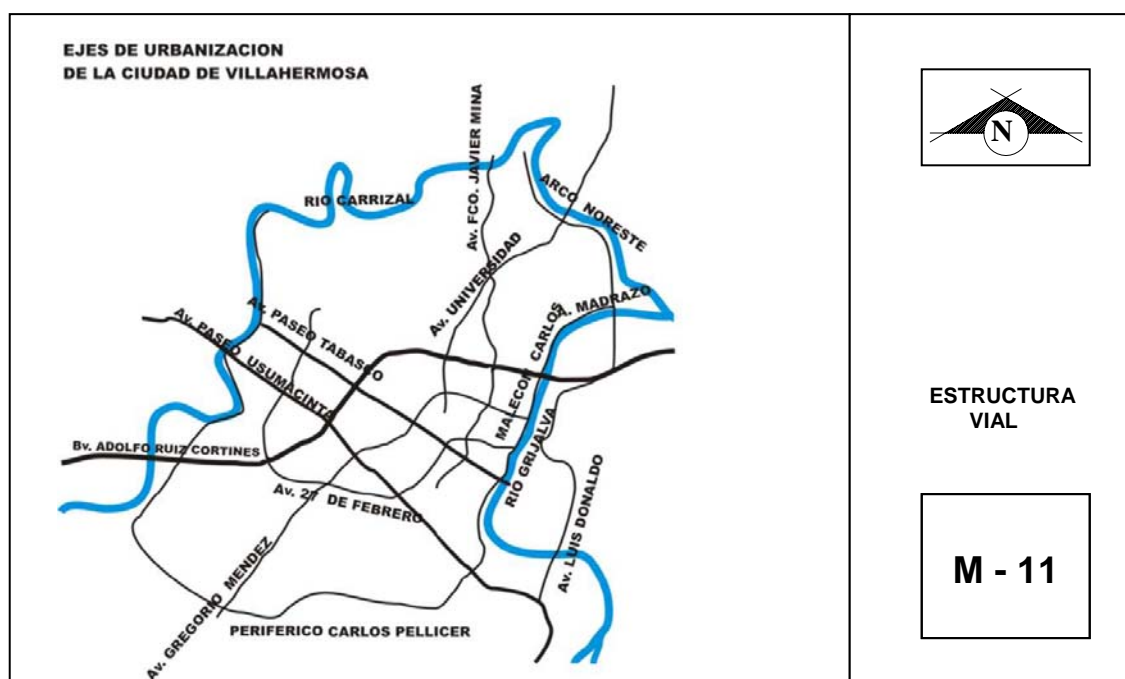 EJES DE URBANIZACION
DE LA CIUDAD DE VILLAHERMOSA
Av. FCO. JAVIER MINA
RIO CARRIZAL
ARCO NORESTE
Av. UNIVERSIDAD
Av. PASEO TABASCO
Av. PASEO USUMACINTA
MALECON CARLOS A. MADRAZO
Bv. ADOLFO RUIZ CORTINES
RIO GRIJALVA
Av. 27 DE FEBRERO
Av. LUIS DONALDO
Av. GREGORIO MENDEZ
PERIFERICO CARLOS PELLICER
N
ESTRUCTURA
VIAL
M - 11